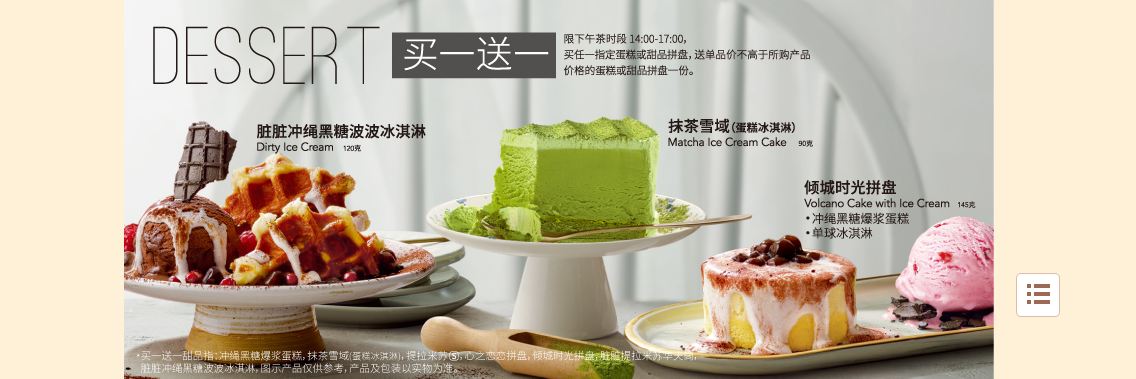 DESSERT
买一送一
限下午茶时段 14:00-17:00,
买任一指定蛋糕或甜品拼盘, 送单品价不高于所购产品
价格的蛋糕或甜品拼盘一份。
脏脏冲绳黑糖波波冰淇淋
Dirty Ice Cream 120克
抹茶雪域(蛋糕冰淇淋)
Matcha Ice Cream Cake 90克
倾城时光拼盘
Volcano Cake with Ice Cream 145克
•冲绳黑糖爆浆蛋糕
•单球冰淇淋
*买一送一甜品指: 冲绳黑糖爆浆蛋糕, 抹茶雪域(蛋糕冰淇淋), 提拉米苏⑤, 心之恋恋拼盘, 倾城时光拼盘, 脏脏提拉米苏华夫筒,
脏脏冲绳黑糖波波冰淇淋, 图示产品仅供参考, 产品及包装以实物为准。